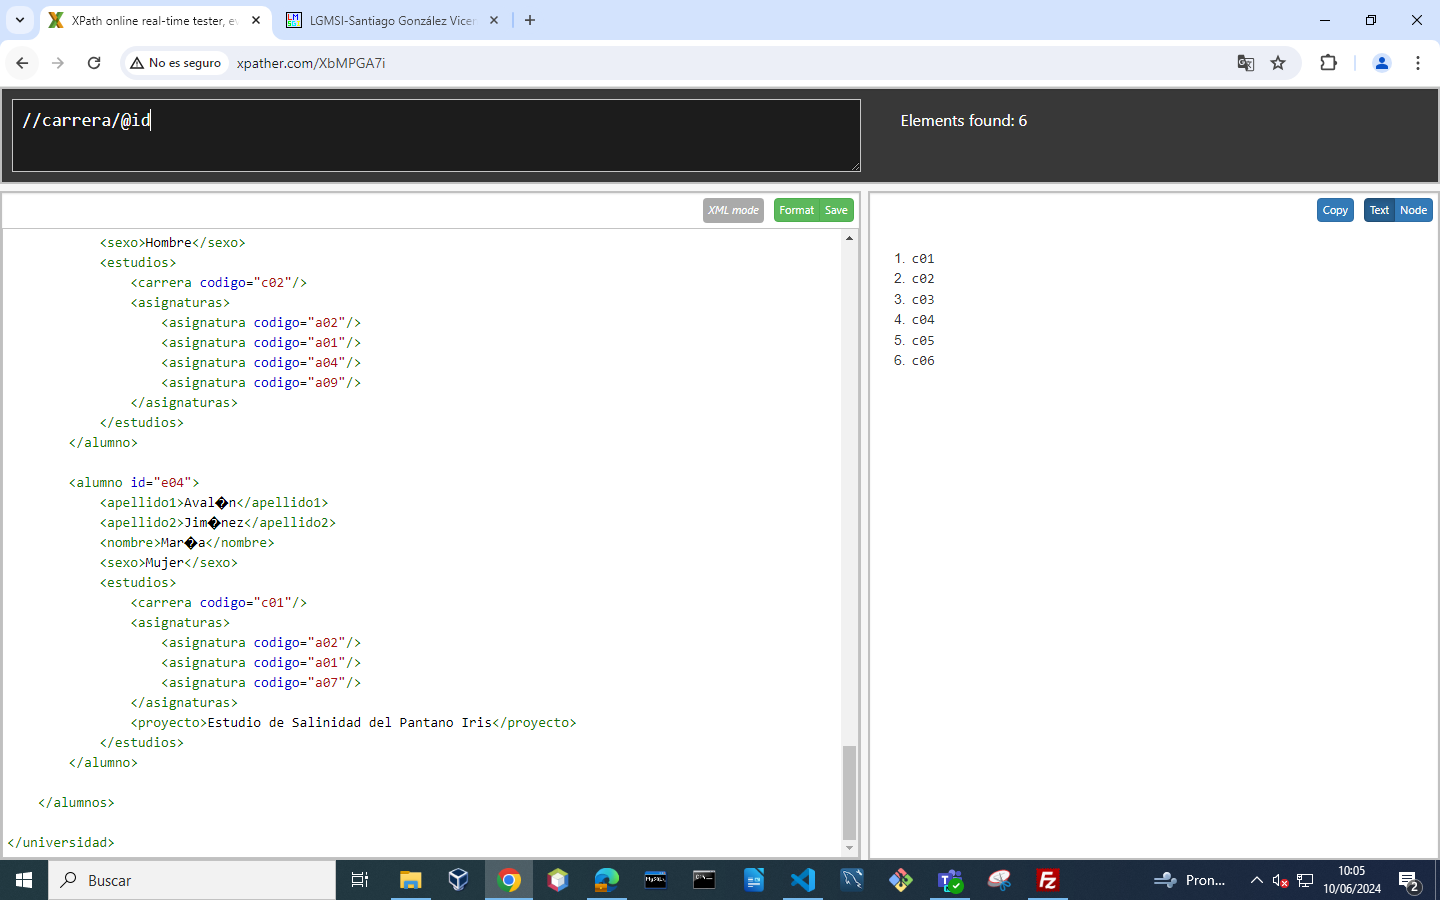 XPath online real-time tester, ev
LGMSI-Santiago González Vicen
No es seguro
xpather.com/XbMPGA7i
//carrera/@id
Elements found: 6
XML mode
Format
Save
Copy
Text
Node
<sexo>Hombre</sexo>
<estudios>
<carrera codigo="c02"/>
<asignaturas>
<asignatura codigo="a02"/>
<asignatura codigo="a01"/>
<asignatura codigo="a04"/>
<asignatura codigo="a09"/>
</asignaturas>
</estudios>
</alumno>
<alumno id="e04">
<apellido1>Aval�n</apellido1>
<apellido2>Jim�nez</apellido2>
<nombre>Mar�a</nombre>
<sexo>Mujer</sexo>
<estudios>
<carrera codigo="c01"/>
<asignaturas>
<asignatura codigo="a02"/>
<asignatura codigo="a01"/>
<asignatura codigo="a07"/>
</asignaturas>
<proyecto>Estudio de Salinidad del Pantano Iris</proyecto>
</estudios>
</alumno>
</alumnos>
</universidad>
1. c01
2. c02
3. c03
4. c04
5. c05
6. c06
Buscar
Pron...
10:05
10/06/2024
2